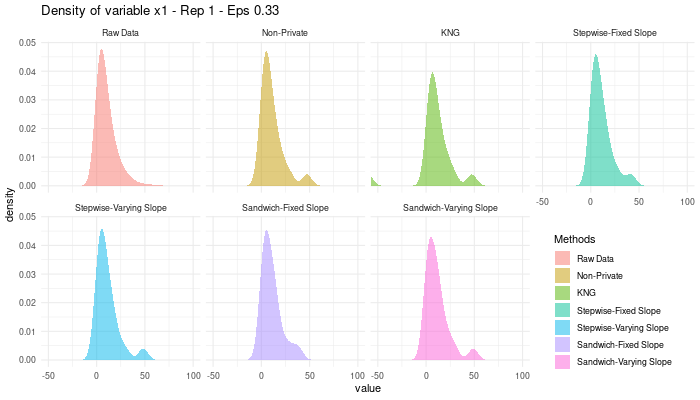 Density of variable x1 - Rep 1 - Eps 0.33
Raw Data Non-Private KNG Stepwise-Fixed Slope
0.05
0.04
0.03
0.02
0.01
0.00
-50 0 50 100
density
Stepwise-Varying Slope Sandwich-Fixed Slope Sandwich-Varying Slope
0.05
0.04
0.03
0.02
0.01
0.00
-50 0 50 100 -50 0 50 100 -50 0 50 100
value
Methods
Raw Data
Non-Private
KNG
Stepwise-Fixed Slope
Stepwise-Varying Slope
Sandwich-Fixed Slope
Sandwich-Varying Slope